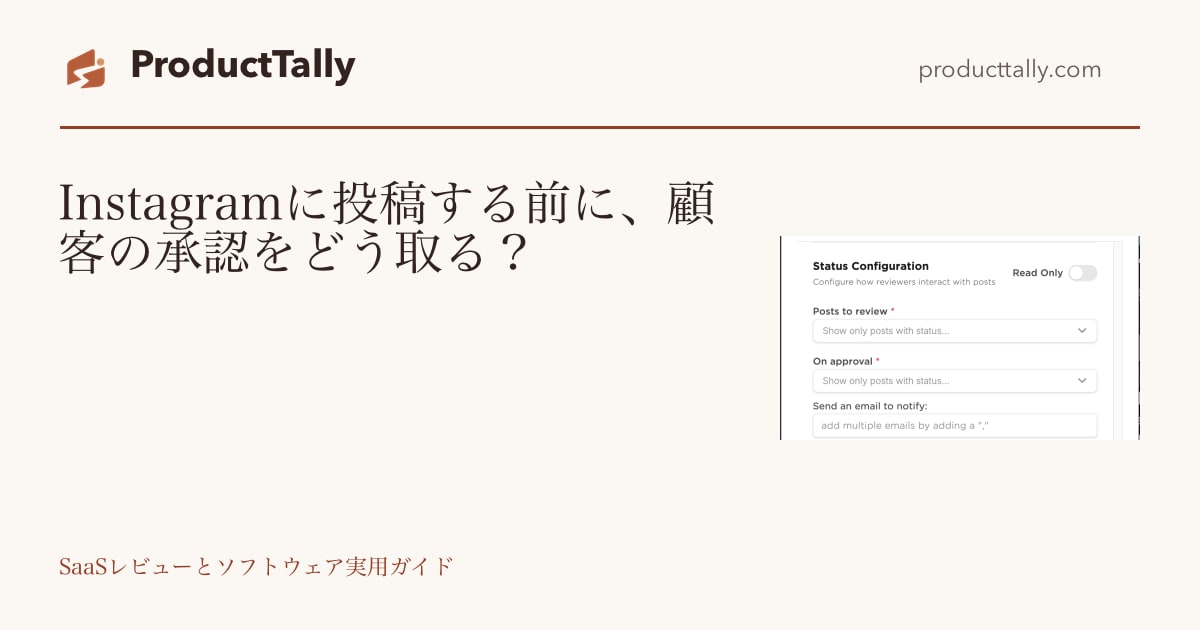 ProductTally
producttally.com
Instagramに投稿する前に、顧
客の承認をどう取る？
Status Configuration
Configure how reviewers interact with posts
Read Only
Posts to review *
Show only posts with status...
On approval *
Show only posts with status...
Send an email to notify:
add multiple emails by adding a ","
SaaSレビューとソフトウェア実用ガイド